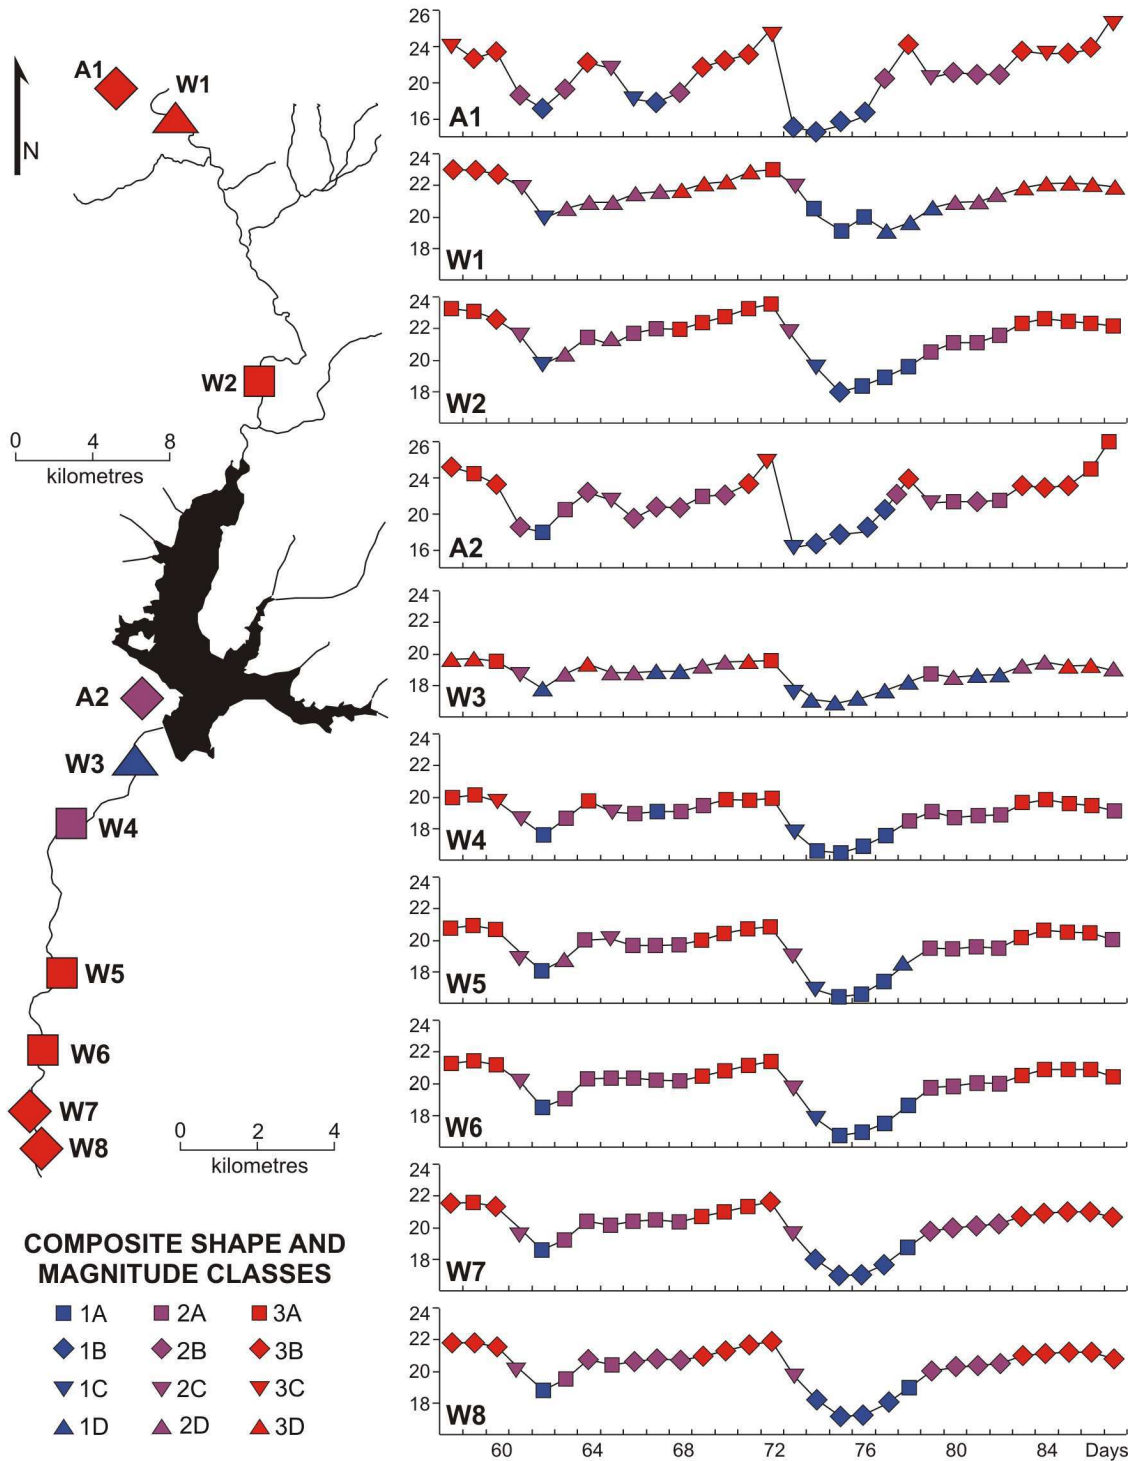 A1
W1
N
W2
0 4 8
kilometres
A2
W3
W4
W5
W6
W7
W8
0 2 4
kilometres
COMPOSITE SHAPE AND
MAGNITUDE CLASSES
1A 2A 3A
1B 2B 3B
1C 2C 3C
1D 2D 3D
26
24
20
16
A1
24
22
20
18
W1
24
22
20
18
W2
26
24
20
16
A2
24
22
20
18
W3
24
22
20
18
W4
24
22
20
18
W5
24
22
20
18
W6
24
22
20
18
W7
24
22
20
18
W8
60 64 68 72 76 80 84 Days